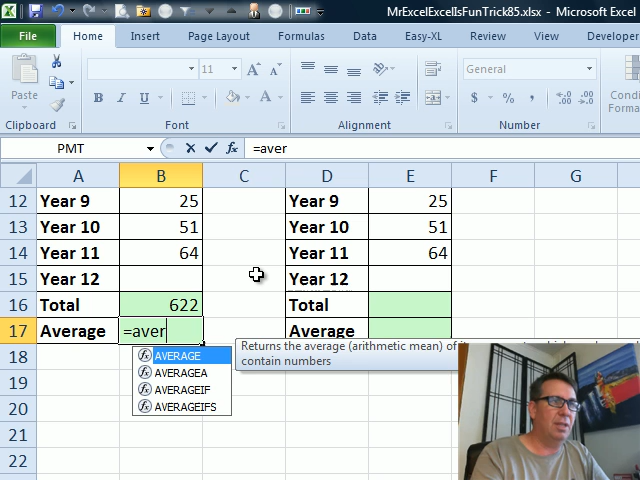 MrExcelExcelIsFunTrick85.xlsx - Microsoft Excel
File Home Insert Page Layout Formulas Data Easy-XL Review View Developer
Paste
11 A A
General
B I U
$ % ,
Clipboard Font Alignment Number
PMT =aver
A B C D E F G
12 Year 9 25 Year 9 25
13 Year 10 51 Year 10 51
14 Year 11 64 Year 11 64
15 Year 12 Year 12
16 Total 622 Total
17 Average =aver Average
18 AVERAGE Returns the average (arithmetic mean) of
contain numbers
19 AVERAGEA
AVERAGEIF
20 AVERAGEIFS
21
22